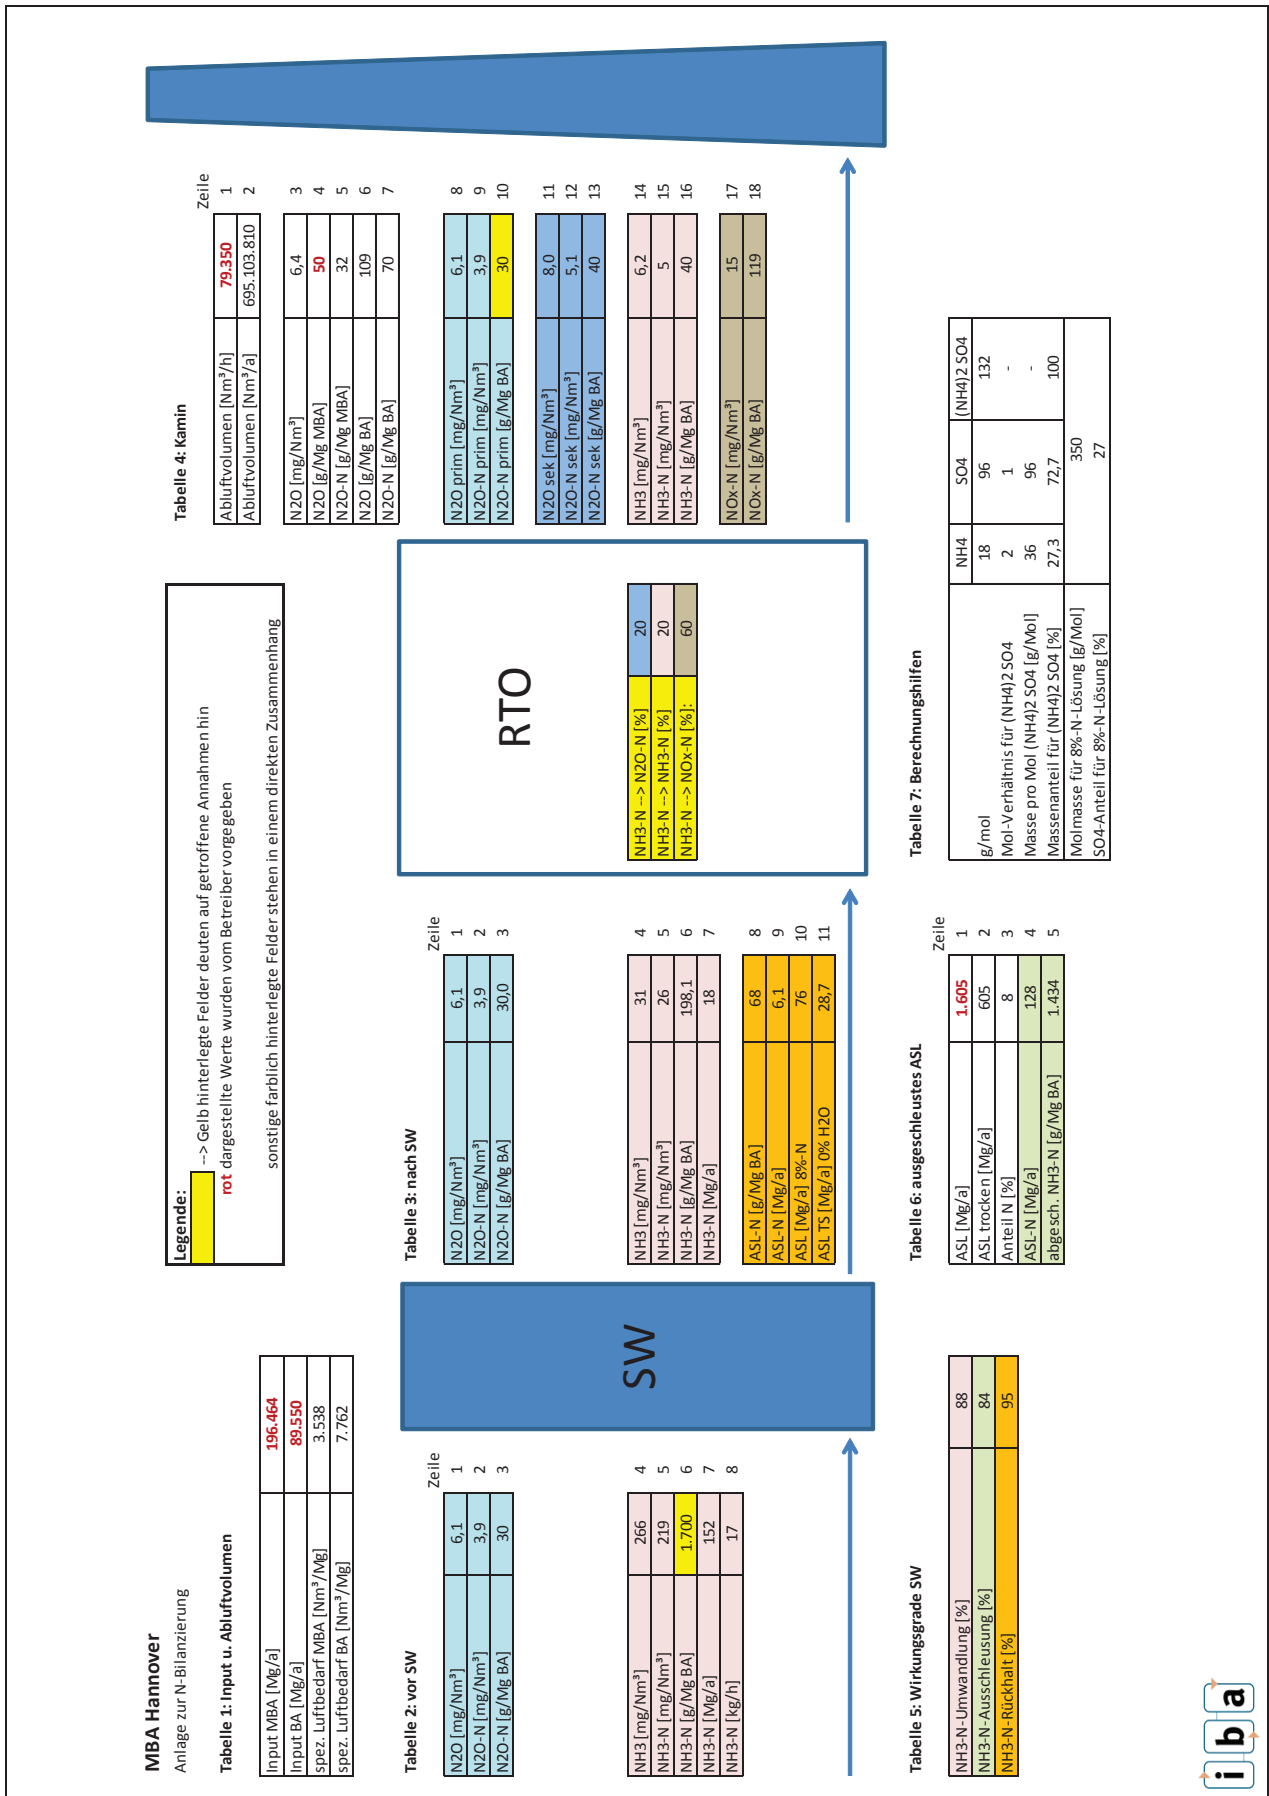 MBA Hannover
Anlage zur N-Bilanzierung
Legende:
--> Gelb hinterlegte Felder deuten auf getroffene Annahmen hin
rot dargestellte Werte wurden vom Betreiber vorgegeben
sonstige farblich hinterlegte Felder stehen in einem direkten Zusammenhang
Tabelle 1: Input u. Abluftvolumen
Input MBA [Mg/a] 196.464
Input BA [Mg/a] 89.550
spez. Luftbedarf MBA [Nm³/Mg] 3.538
spez. Luftbedarf BA [Nm³/Mg] 7.762
Tabelle 2: vor SW
Zeile
N2O [mg/Nm³] 6,1 1
N2O-N [mg/Nm³] 3,9 2
N2O-N [g/Mg BA] 30 3
NH3 [mg/Nm³] 266 4
NH3-N [mg/Nm³] 219 5
NH3-N [g/Mg BA] 1.700 6
NH3-N [Mg/a] 152 7
NH3-N [kg/h] 17 8
SW
Tabelle 3: nach SW
Zeile
N2O [mg/Nm³] 6,1 1
N2O-N [mg/Nm³] 3,9 2
N2O-N [g/Mg BA] 30,0 3
NH3 [mg/Nm³] 31 4
NH3-N [mg/Nm³] 26 5
NH3-N [g/Mg BA] 198,1 6
NH3-N [Mg/a] 18 7
ASL-N [g/Mg BA] 68 8
ASL-N [Mg/a] 6,1 9
ASL [Mg/a] 8%-N 76 10
ASL TS [Mg/a] 0% H2O 28,7 11
RTO
NH3-N --> N2O-N [%] 20
NH3-N --> NH3-N [%] 20
NH3-N --> NOx-N [%]: 60
Tabelle 4: Kamin
Zeile
Abluftvolumen [Nm³/h] 79.350 1
Abluftvolumen [Nm³/a] 695.103.810 2
N2O [mg/Nm³] 6,4 3
N2O [g/Mg MBA] 50 4
N2O-N [g/Mg MBA] 32 5
N2O [g/Mg BA] 109 6
N2O-N [g/Mg BA] 70 7
N2O prim [mg/Nm³] 6,1 8
N2O-N prim [mg/Nm³] 3,9 9
N2O-N prim [g/Mg BA] 30 10
N2O sek [mg/Nm³] 8,0 11
N2O-N sek [mg/Nm³] 5,1 12
N2O-N sek [g/Mg BA] 40 13
NH3 [mg/Nm³] 6,2 14
NH3-N [mg/Nm³] 5 15
NH3-N [g/Mg BA] 40 16
NOx-N [mg/Nm³] 15 17
NOx-N [g/Mg BA] 119 18
Tabelle 5: Wirkungsgrade SW
NH3-N-Umwandlung [%] 88
NH3-N-Ausschleusung [%] 84
NH3-N-Rückhalt [%] 95
Tabelle 6: ausgeschleustes ASL
Zeile
ASL [Mg/a] 1.605 1
ASL trocken [Mg/a] 605 2
Anteil N [%] 8 3
ASL-N [Mg/a] 128 4
abgesch. NH3-N [g/Mg BA] 1.434 5
Tabelle 7: Berechnungshilfen
NH4 SO4 (NH4)2 SO4
g/mol 18 96 132
Mol-Verhältnis für (NH4)2 SO4 2 1 -
Masse pro Mol (NH4)2 SO4 [g/Mol] 36 96 -
Massenanteil für (NH4)2 SO4 [%] 27,3 72,7 100
Molmasse für 8%-N-Lösung [g/Mol] 350
SO4-Anteil für 8%-N-Lösung [%] 27
iba